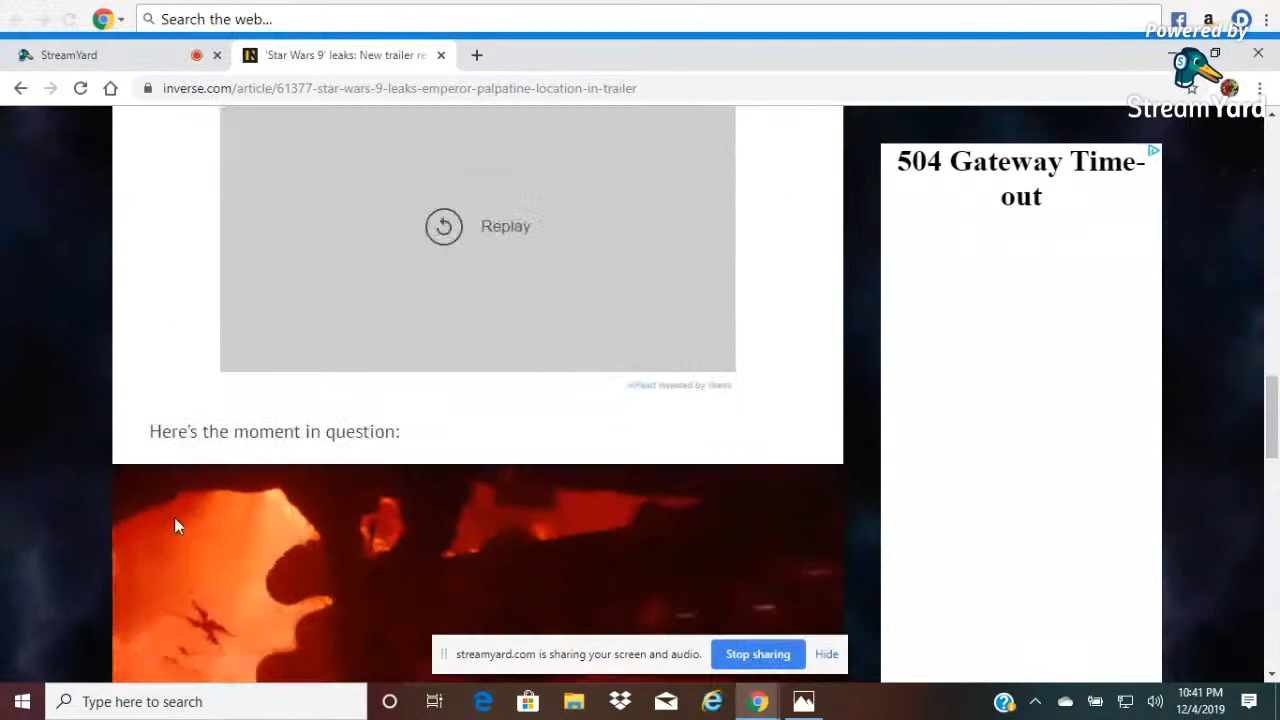 Search the web...
Powered by
StreamYard
'Star Wars 9' leaks: New trailer re
inverse.com/article/61377-star-wars-9-leaks-emperor-palpatine-location-in-trailer
StreamYard
504 Gateway Time-
out
Replay
invented by Teads
Here's the moment in question:
streamyard.com is sharing your screen and audio.
Stop sharing
Hide
Type here to search
10:41 PM
12/4/2019